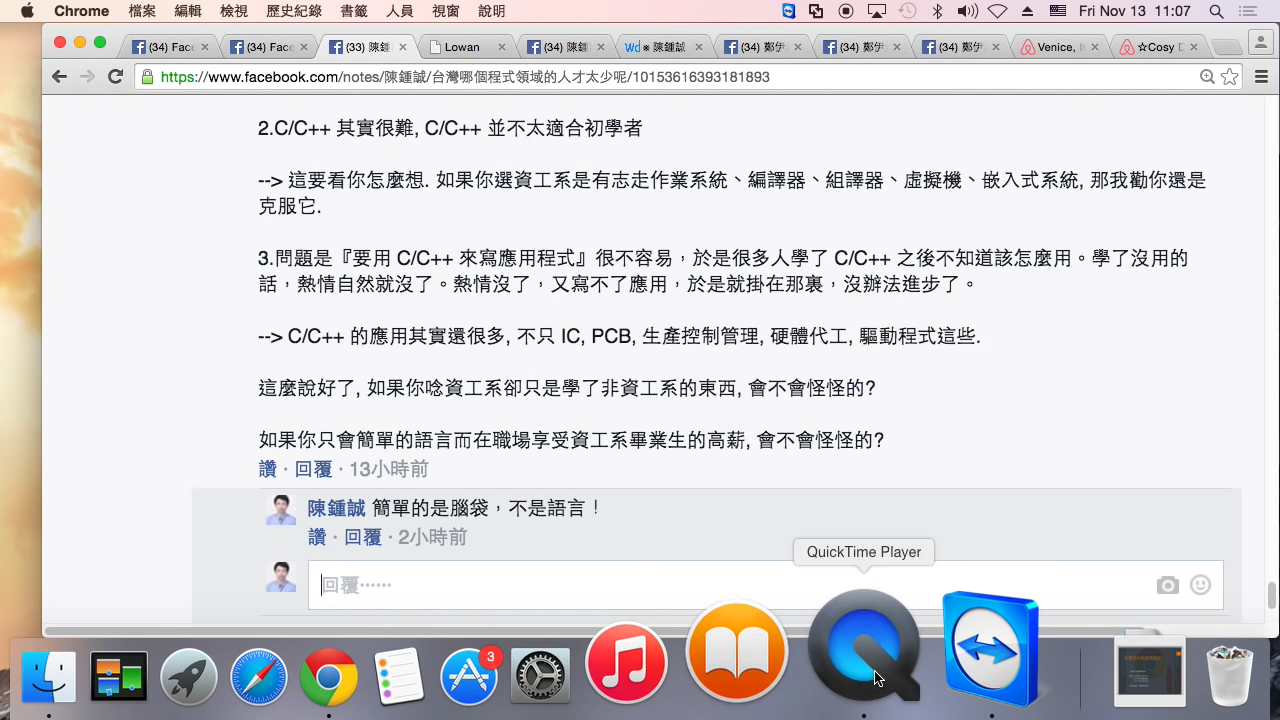 Chrome 檔案 編輯 檢視 歷史紀錄 書籤 人員 視窗 說明 Fri Nov 13 11:07
(34) Face (34) Face (33) 陳鍾 Lowan (34) 陳鍾 Wd ※ 陳鍾誠 (34) 鄭伊 (34) 鄭伊 (34) 鄭伊 Venice, I ☆Cosy D
https://www.facebook.com/notes/陳鍾誠/台灣哪個程式領域的人才太少呢/10153616393181893
2.C/C++ 其實很難, C/C++ 並不太適合初學者
--> 這要看你怎麼想. 如果你選資工系是有志走作業系統、編譯器、組譯器、虛擬機、嵌入式系統, 那我勸你還是
克服它.
3.問題是『要用 C/C++ 來寫應用程式』很不容易，於是很多人學了 C/C++ 之後不知道該怎麼用。學了沒用的
話，熱情自然就沒了。熱情沒了，又寫不了應用，於是就掛在那裏，沒辦法進步了。
--> C/C++ 的應用其實還很多, 不只 IC, PCB, 生產控制管理, 硬體代工, 驅動程式這些.
這麼說好了, 如果你唸資工系卻只是學了非資工系的東西, 會不會怪怪的?
如果你只會簡單的語言而在職場享受資工系畢業生的高薪, 會不會怪怪的?
讚 · 回覆 · 13小時前
陳鍾誠 簡單的是腦袋，不是語言！
讚 · 回覆 · 2小時前
QuickTime Player
回覆……
3